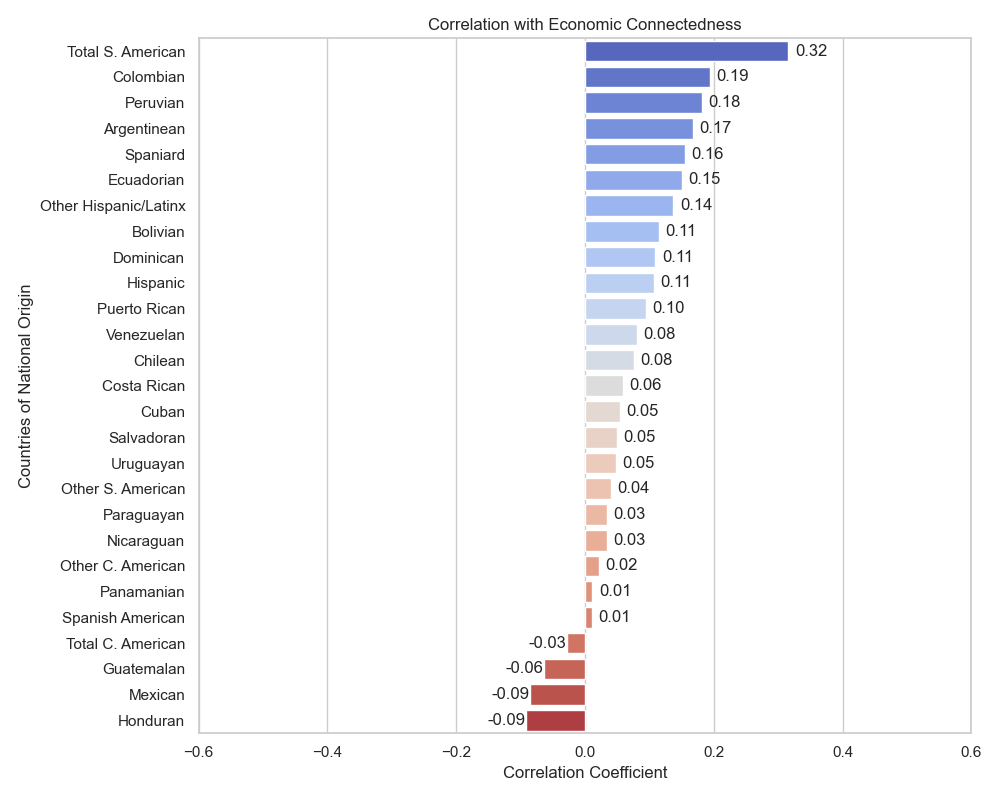 Correlation with Economic Connectedness
Total S. American 0.32
Colombian 0.19
Peruvian 0.18
Argentinean 0.17
Spaniard 0.16
Ecuadorian 0.15
Other Hispanic/Latinx 0.14
Bolivian 0.11
Dominican 0.11
Hispanic 0.11
Puerto Rican 0.10
Venezuelan 0.08
Chilean 0.08
Costa Rican 0.06
Cuban 0.05
Salvadoran 0.05
Uruguayan 0.05
Other S. American 0.04
Paraguayan 0.03
Nicaraguan 0.03
Other C. American 0.02
Panamanian 0.01
Spanish American 0.01
Total C. American -0.03
Guatemalan -0.06
Mexican -0.09
Honduran -0.09
Countries of National Origin
−0.6 −0.4 −0.2 0.0 0.2 0.4 0.6
Correlation Coefficient